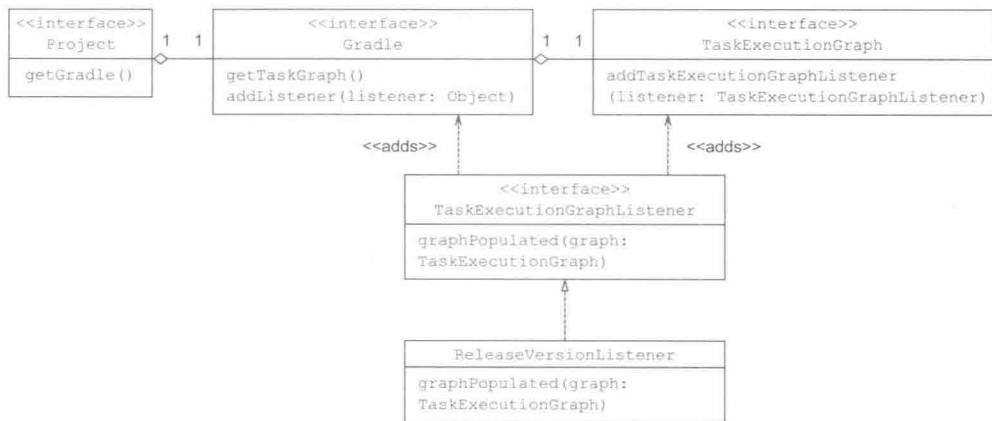 <<interface>>
Project
getGradle()
1
1
<<interface>>
Gradle
getTaskGraph()
addListener(listener: Object)
1
1
<<interface>>
TaskExecutionGraph
addTaskExecutionGraphListener
(listener: TaskExecutionGraphListener)
<<adds>>
<<adds>>
<<interface>>
TaskExecutionGraphListener
graphPopulated(graph:
TaskExecutionGraph)
ReleaseVersionListener
graphPopulated(graph:
TaskExecutionGraph)